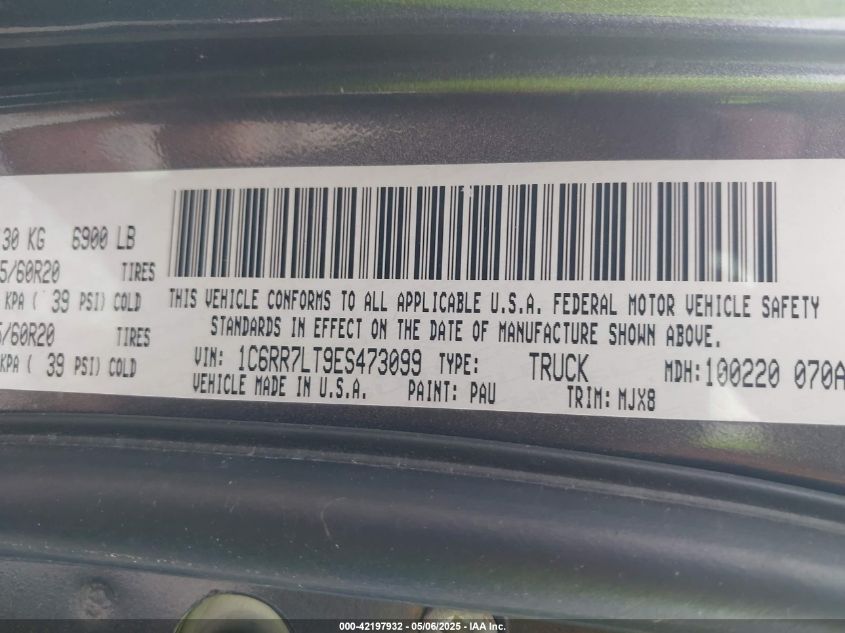 30 KG 6900 LB
5/60R20 TIRES
KPA ( 39 PSI) COLD
5/60R20 TIRES
KPA ( 39 PSI) COLD
THIS VEHICLE CONFORMS TO ALL APPLICABLE U.S.A. FEDERAL MOTOR VEHICLE SAFETY
STANDARDS IN EFFECT ON THE DATE OF MANUFACTURE SHOWN ABOVE.
VIN: 1C6RR7LT9ES473099 TYPE: TRUCK MDH:100220 070A
VEHICLE MADE IN U.S.A. PAINT: PAU TRIM: MJX8
000-42197932 - 05/06/2025 - IAA Inc.